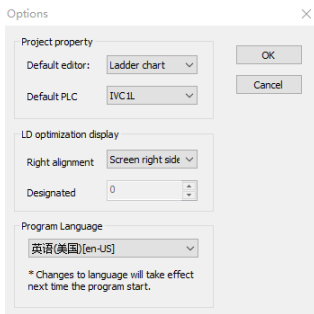 Options
Project property
Default editor: Ladder chart
OK
Default PLC IVC1L
Cancel
LD optimization display
Right alignment Screen right side
Designated 0
Program Language
英语(美国)[en-US]
* Changes to language will take effect
next time the program start.